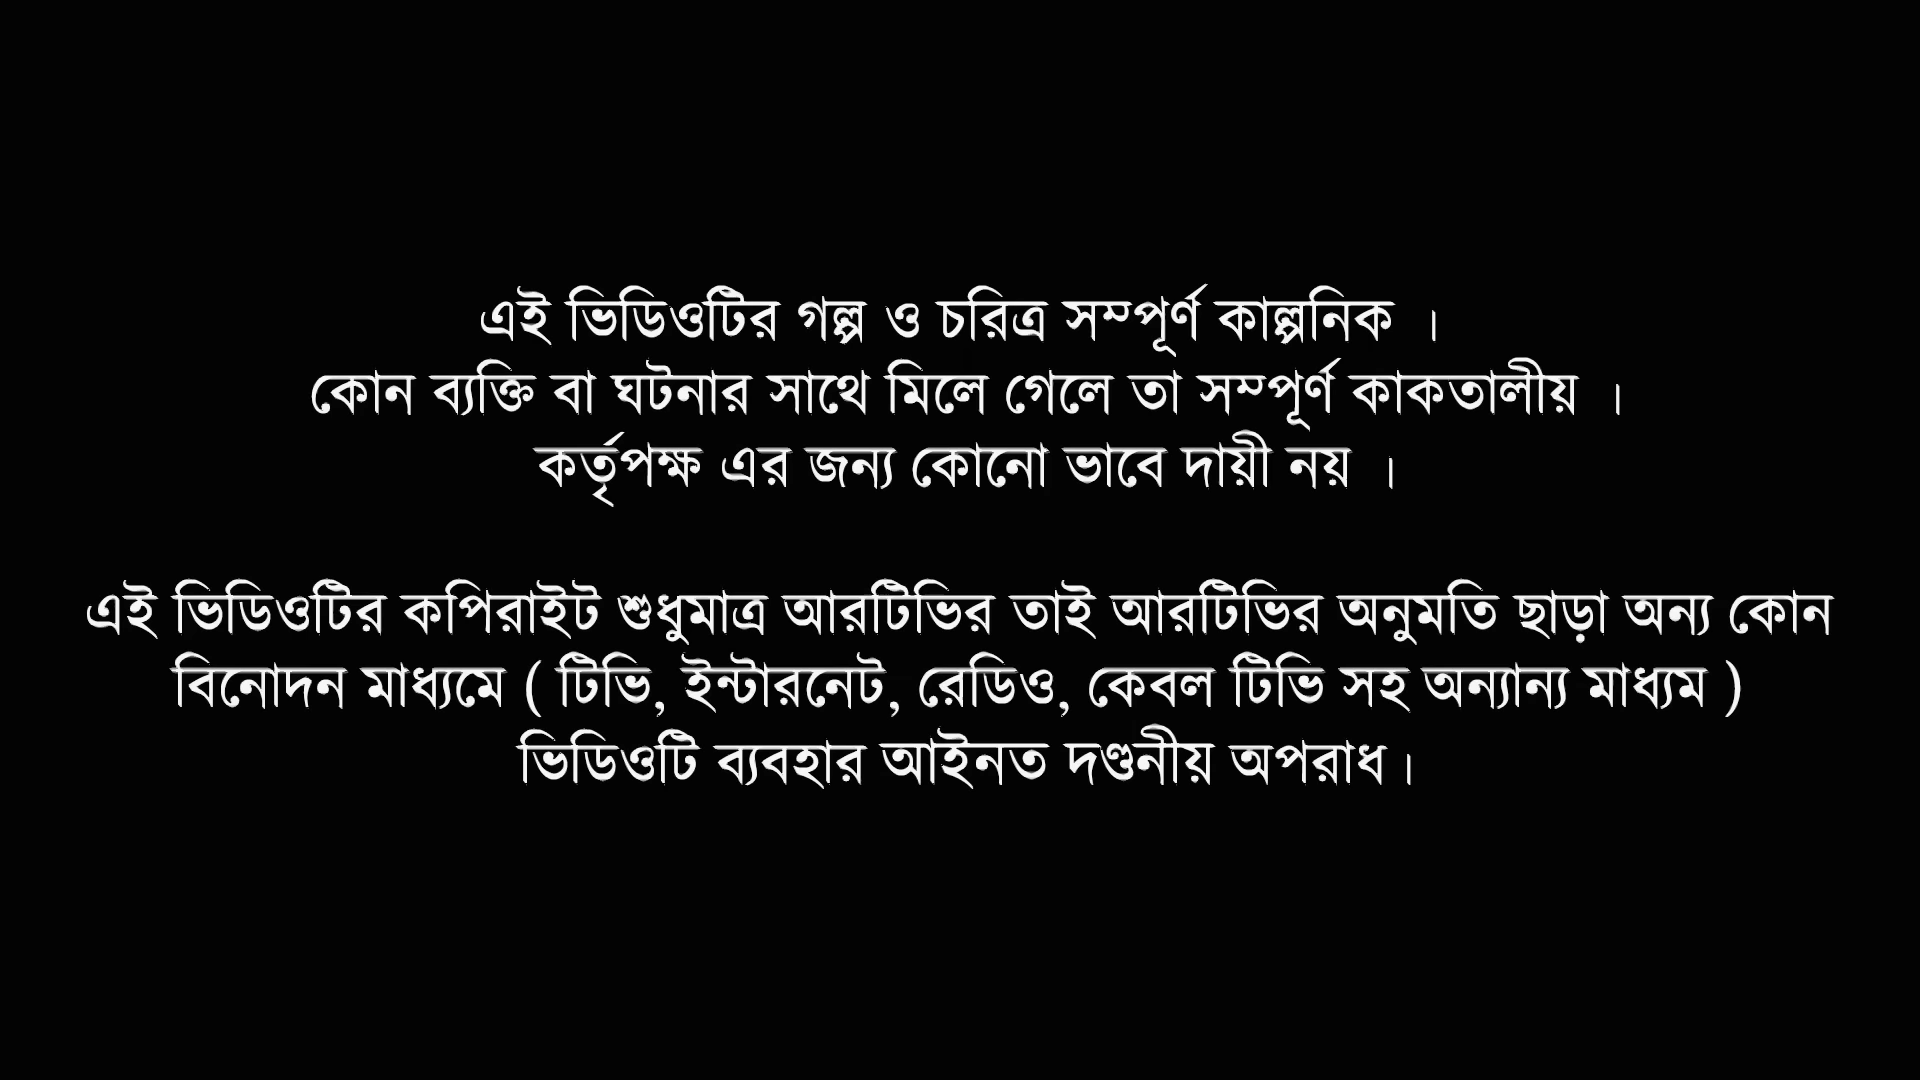 এই ভিডিওটির গল্প ও চরিত্র সম্পূর্ণ কাল্পনিক ।
কোন ব্যক্তি বা ঘটনার সাথে মিলে গেলে তা সম্পূর্ণ কাকতালীয় ।
কর্তৃপক্ষ এর জন্য কোনো ভাবে দায়ী নয় ।
এই ভিডিওটির কপিরাইট শুধুমাত্র আরটিভির তাই আরটিভির অনুমতি ছাড়া অন্য কোন
বিনোদন মাধ্যমে ( টিভি, ইন্টারনেট, রেডিও, কেবল টিভি সহ অন্যান্য মাধ্যম )
ভিডিওটি ব্যবহার আইনত দণ্ডনীয় অপরাধ।